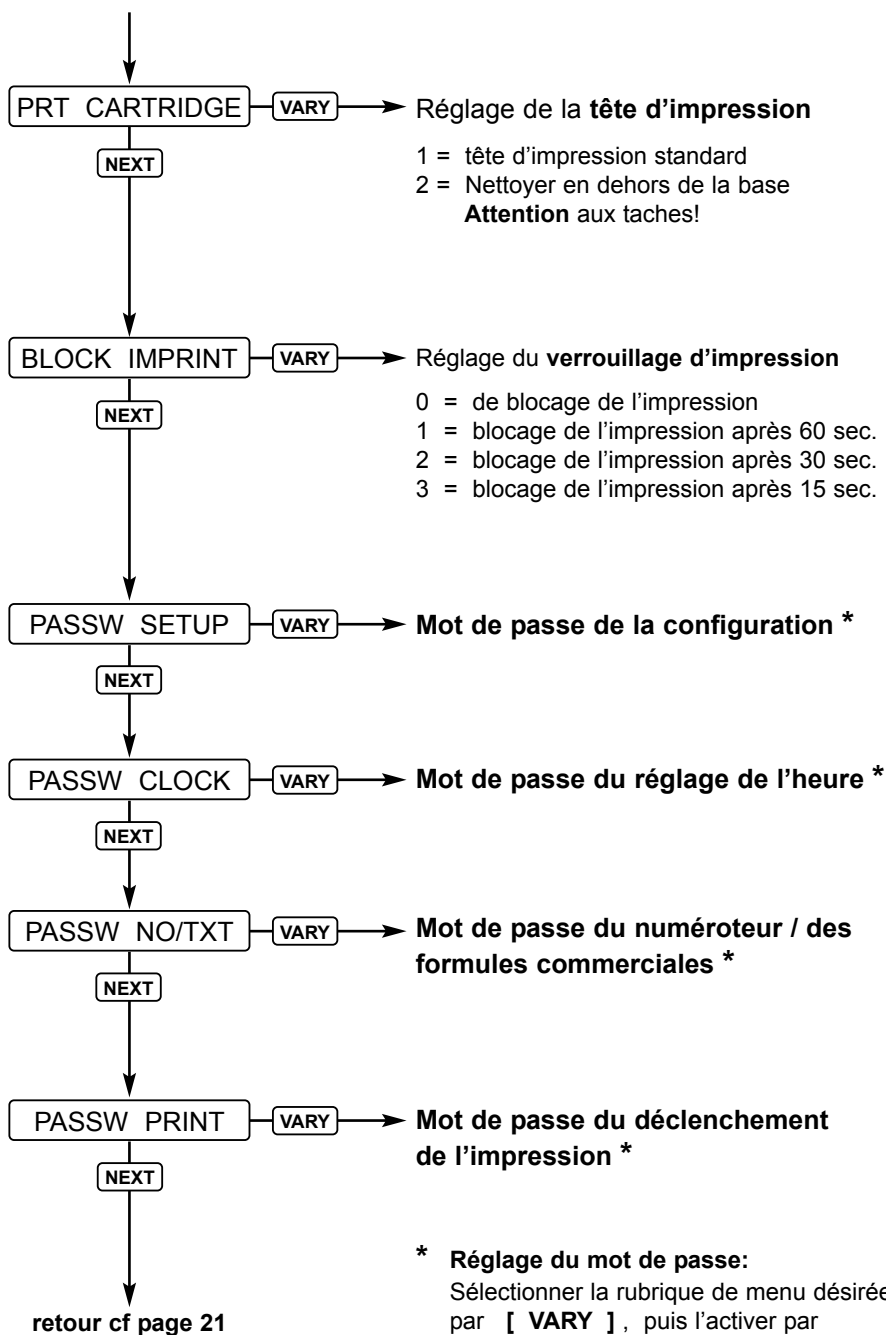 PRT CARTRIDGE VARY Réglage de la tête d’impression
NEXT
1 = tête d’impression standard
2 = Nettoyer en dehors de la base
Attention aux taches!
BLOCK IMPRINT VARY Réglage du verrouillage d’impression
NEXT
0 = de blocage de l’impression
1 = blocage de l’impression après 60 sec.
2 = blocage de l’impression après 30 sec.
3 = blocage de l’impression après 15 sec.
PASSW SETUP VARY Mot de passe de la configuration *
NEXT
PASSW CLOCK VARY Mot de passe du réglage de l’heure *
NEXT
PASSW NO/TXT VARY Mot de passe du numéroteur / des
formules commerciales *
NEXT
PASSW PRINT VARY Mot de passe du déclenchement
de l’impression *
NEXT
* Réglage du mot de passe:
Sélectionner la rubrique de menu désirée
par [ VARY ] , puis l’activer par
retour cf page 21